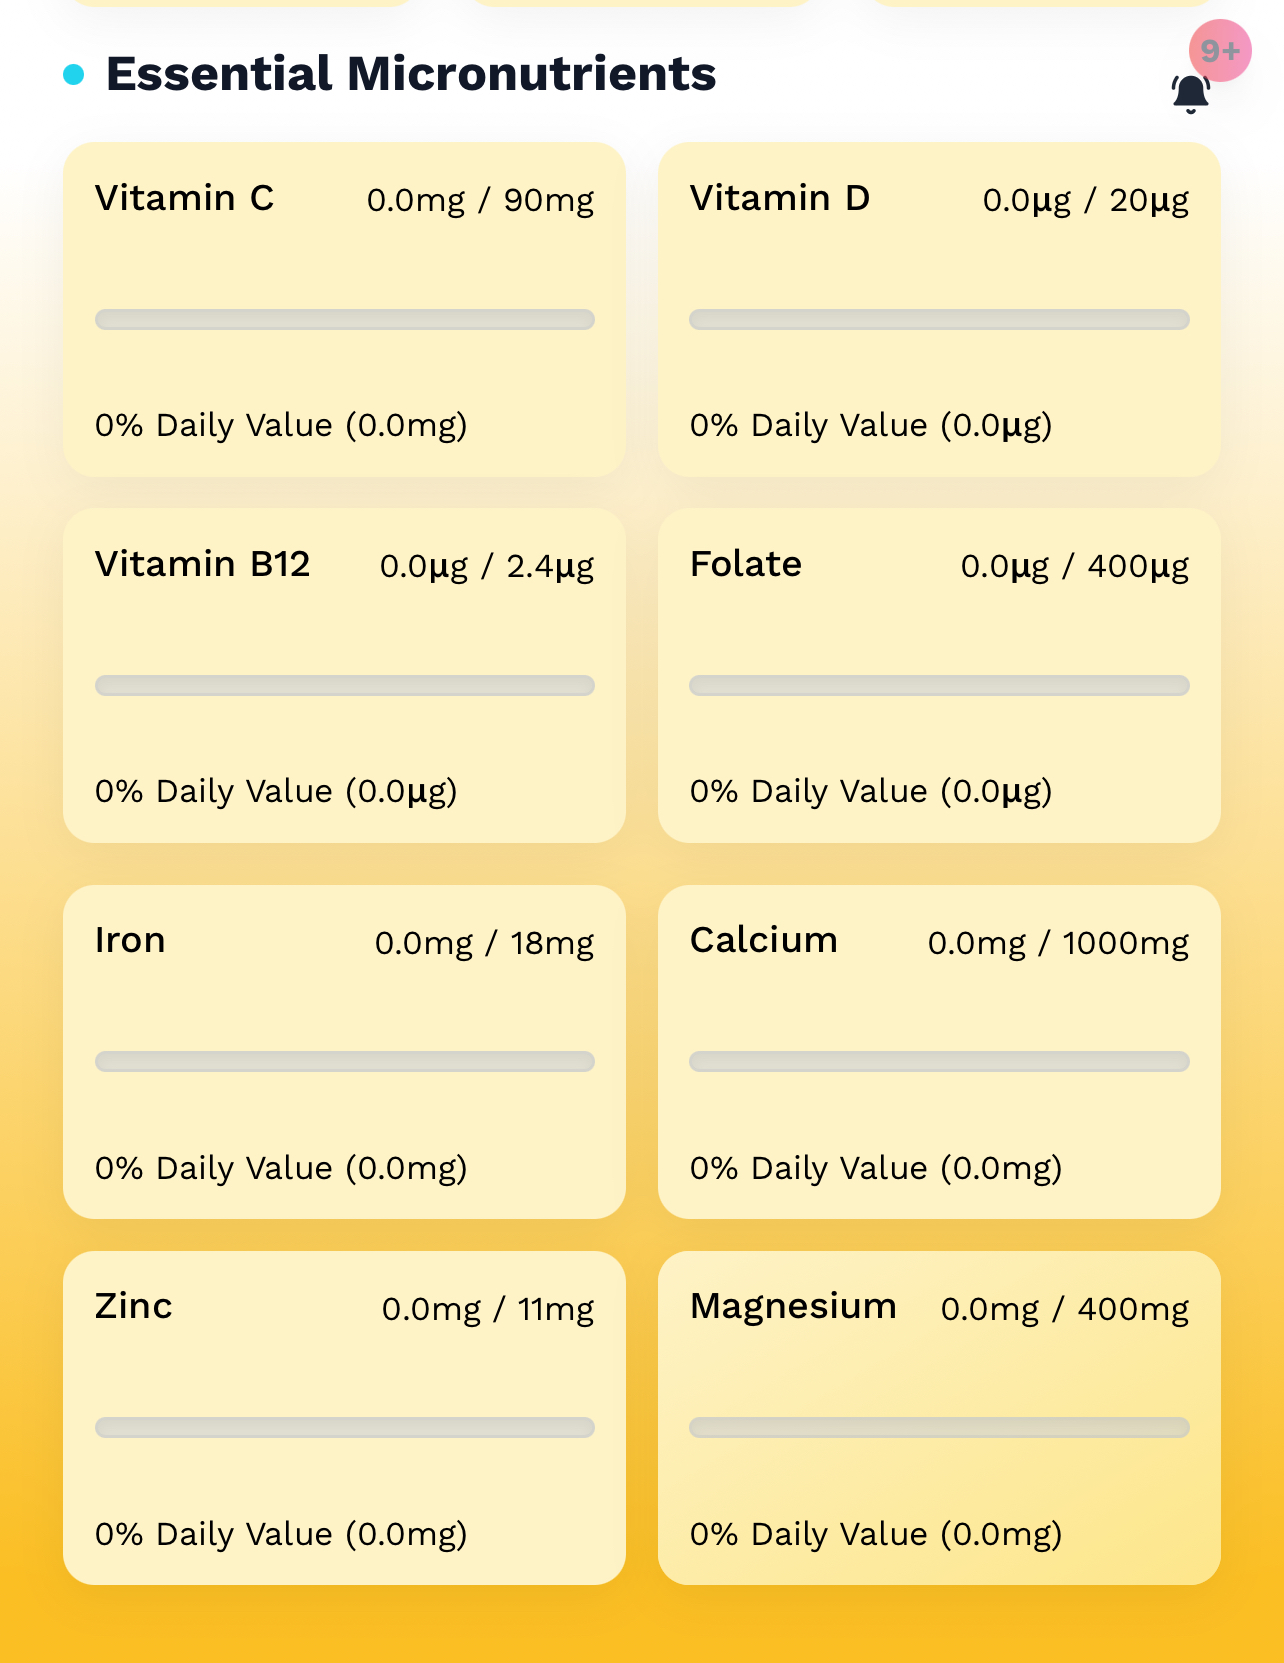 9+
Essential Micronutrients
Vitamin C 0.0mg / 90mg
0% Daily Value (0.0mg)
Vitamin D 0.0µg / 20µg
0% Daily Value (0.0µg)
Vitamin B12 0.0µg / 2.4µg
0% Daily Value (0.0µg)
Folate 0.0µg / 400µg
0% Daily Value (0.0µg)
Iron 0.0mg / 18mg
0% Daily Value (0.0mg)
Calcium 0.0mg / 1000mg
0% Daily Value (0.0mg)
Zinc 0.0mg / 11mg
0% Daily Value (0.0mg)
Magnesium 0.0mg / 400mg
0% Daily Value (0.0mg)